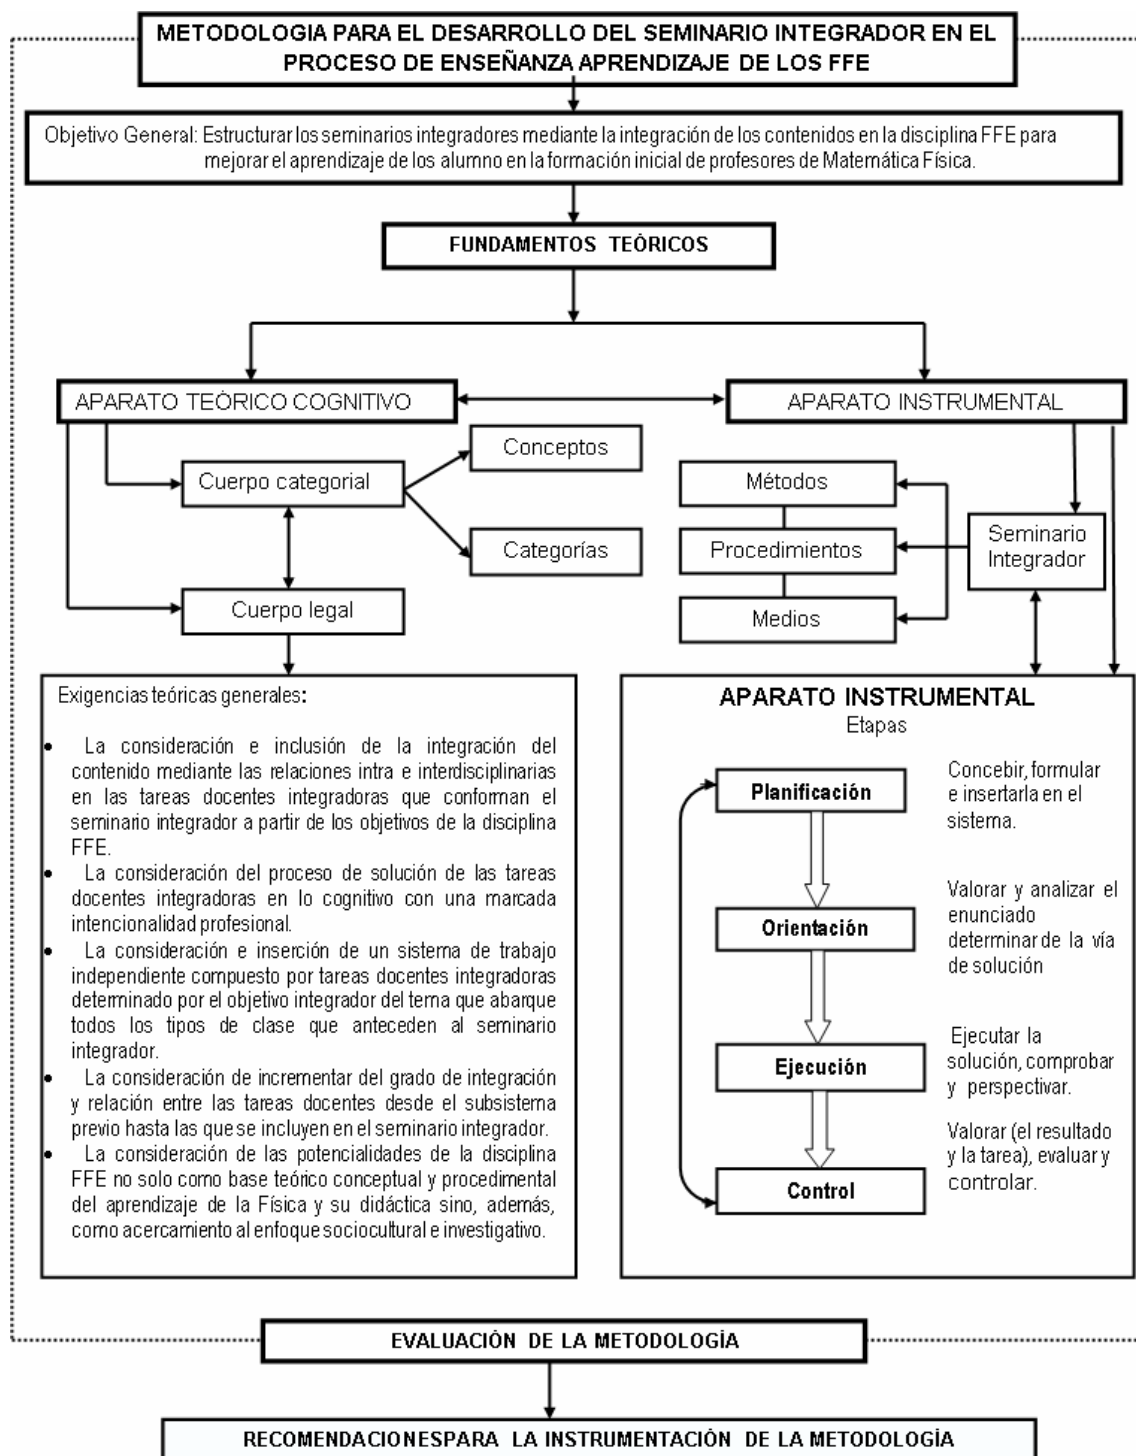 METODOLOGIA PARA EL DESARROLLO DEL SEMINARIO INTEGRADOR EN EL
PROCESO DE ENSEÑANZA APRENDIZAJE DE LOS FFE
Objetivo General: Estructurar los seminarios integradores mediante la integración de los contenidos en la disciplina FFE para
mejorar el aprendizaje de los alumno en la formación inicial de profesores de Matemática Física.
FUNDAMENTOS TEÓRICOS
APARATO TEÓRICO COGNITIVO
APARATO INSTRUMENTAL
Cuerpo categorial
Conceptos
Categorías
Cuerpo legal
Métodos
Procedimientos
Medios
Seminario
Integrador
Exigencias teóricas generales:
• La consideración e inclusión de la integración del
contenido mediante las relaciones intra e interdisciplinarias
en las tareas docentes integradoras que conforman el
seminario integrador a partir de los objetivos de la disciplina
FFE.
• La consideración del proceso de solución de las tareas
docentes integradoras en lo cognitivo con una marcada
intencionalidad profesional.
• La consideración e inserción de un sistema de trabajo
independiente compuesto por tareas docentes integradoras
determinado por el objetivo integrador del tema que abarque
todos los tipos de clase que anteceden al seminario
integrador.
• La consideración de incrementar del grado de integración
y relación entre las tareas docentes desde el subsistema
previo hasta las que se incluyen en el seminario integrador.
• La consideración de las potencialidades de la disciplina
FFE no solo como base teórico conceptual y procedimental
del aprendizaje de la Física y su didáctica sino, además,
como acercamiento al enfoque sociocultural e investigativo.
APARATO INSTRUMENTAL
Etapas
Planificación
Concebir, formular
e insertarla en el
sistema.
Orientación
Valorar y analizar el
enunciado
determinar de la vía
de solución
Ejecución
Ejecutar la
solución, comprobar
y perspectivar.
Control
Valorar (el resultado
y la tarea), evaluar y
controlar.
EVALUACIÓN DE LA METODOLOGÍA
RECOMENDACIONESPARA LA INSTRUMENTACIÓN DE LA METODOLOGÍA